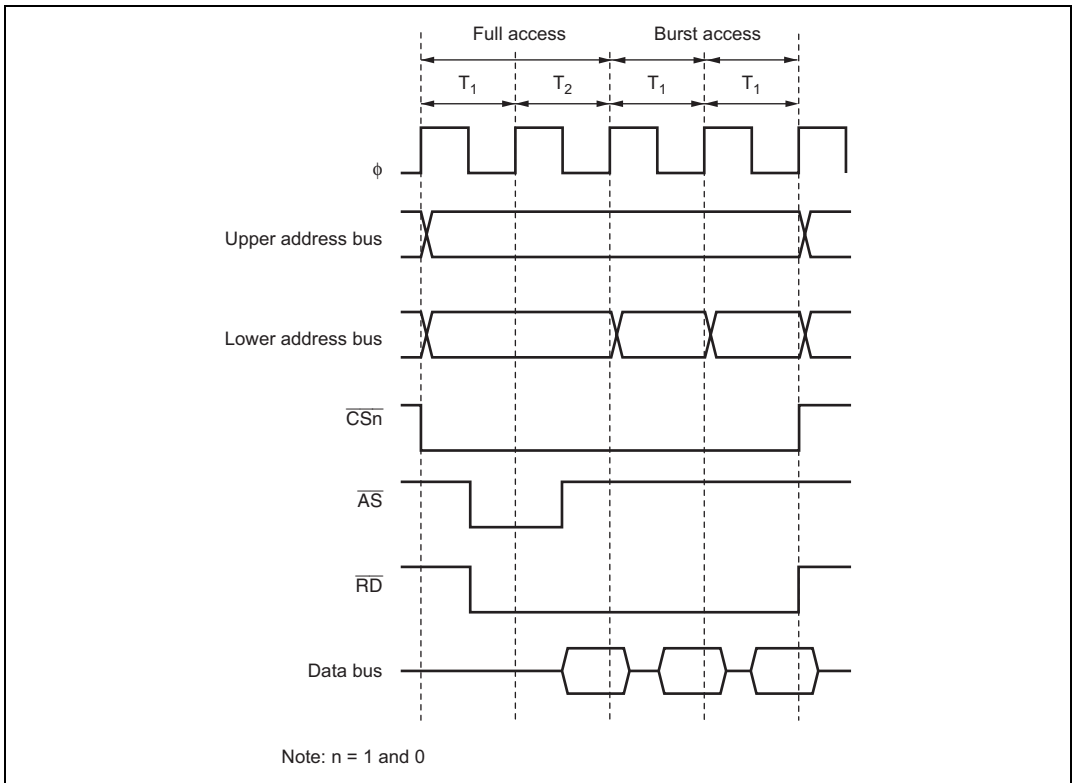 Full access Burst access
T1 T2 T1 T1
φ
Upper address bus
Lower address bus
CSn
AS
RD
Data bus
Note: n = 1 and 0